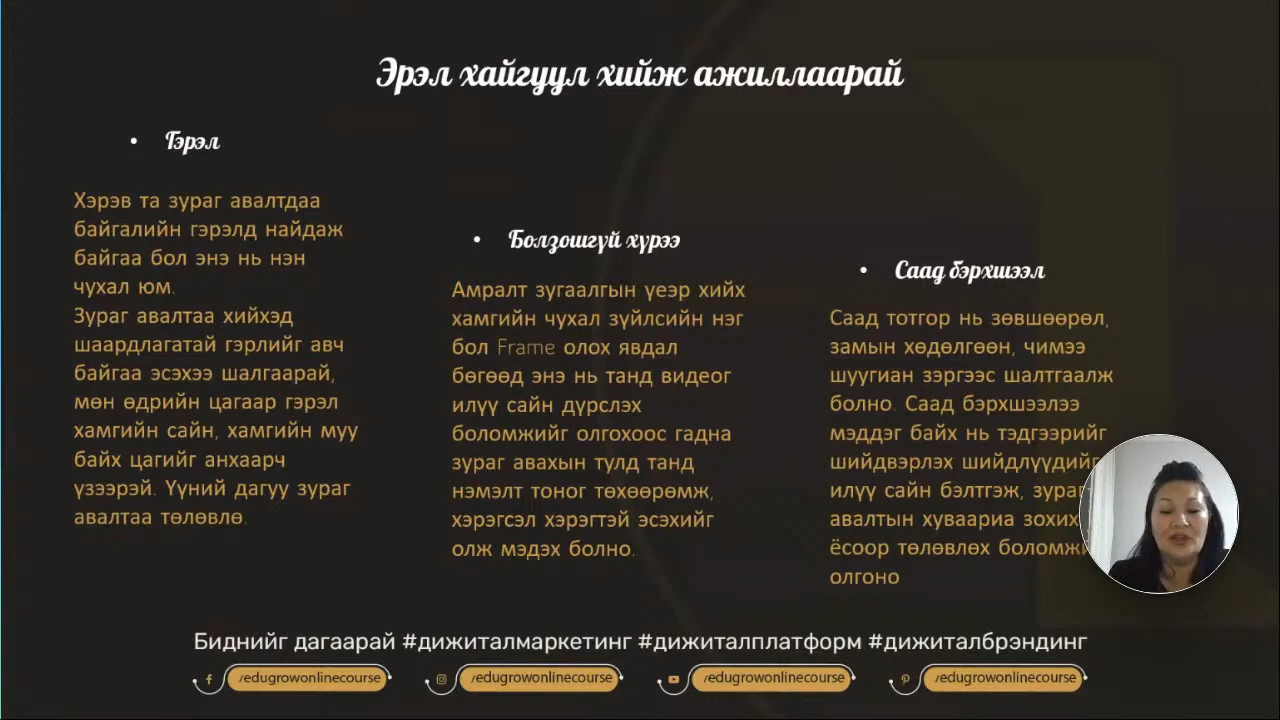 Эрэл хайгуул хийж ажиллаарай
• Гэрэл
Хэрэв та зураг авалтдаа
байгалийн гэрэлд найдаж
байгаа бол энэ нь нэн
чухал юм.
Зураг авалтаа хийхэд
шаардлагатай гэрлийг авч
байгаа эсэхээ шалгаарай,
мөн өдрийн цагаар гэрэл
хамгийн сайн, хамгийн муу
байх цагийг анхаарч
үзээрэй. Үүний дагуу зураг
авалтаа төлөвлө.
• Болзошгүй хүрээ
Амралт зугаалгын үеэр хийх
хамгийн чухал зүйлсийн нэг
бол Frame олох явдал
бөгөөд энэ нь танд видеог
илүү сайн дүрслэх
боломжийг олгохоос гадна
зураг авахын тулд танд
нэмэлт тоног төхөөрөмж,
хэрэгсэл хэрэгтэй эсэхийг
олж мэдэх болно.
• Саад бэрхшээл
Саад тотгор нь зөвшөөрөл,
замын хөдөлгөөн, чимээ
шуугиан зэргээс шалтгаалж
болно. Саад бэрхшээлээ
мэддэг байх нь тэдгээрийг
шийдвэрлэх шийдлүүдийг
илүү сайн бэлтгэж,
авалтын хуваариа
ёсоор төлөвлөх
олгоно
Биднийг дагаарай #дижиталмаркетинг #дижиталплатформ #дижиталбрэндинг
/edugrowonlinecourse /edugrowonlinecourse /edugrowonlinecourse /edugrowonlinecourse